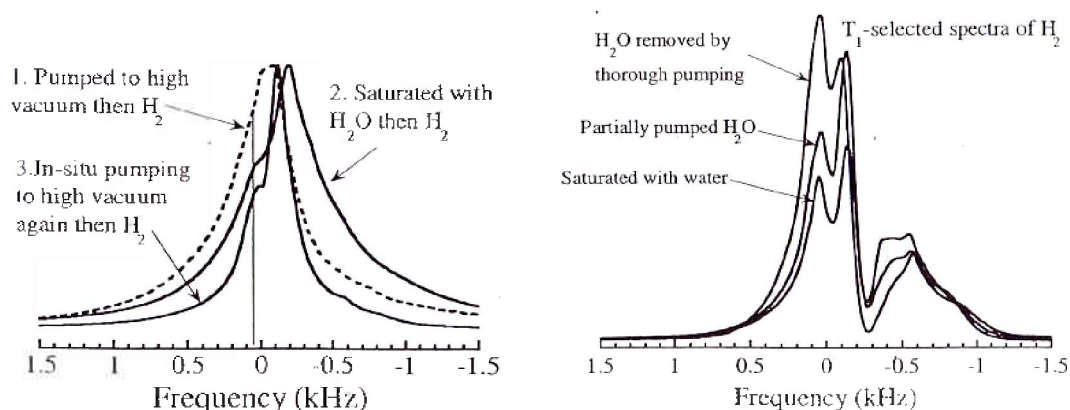 1. Pumped to high
vacuum then H2
2. Saturated with
H2O then H2
3.In-situ pumping
to high vacuum
again then H2
1.5 1 0.5 0 -0.5 -1 -1.5
Frequency (kHz)
T1-selected spectra of H2
H2O removed by
thorough pumping
Partially pumped H2O
Saturated with water
1.5 1 0.5 0 -0.5 -1 -1.5
Frequency (kHz)